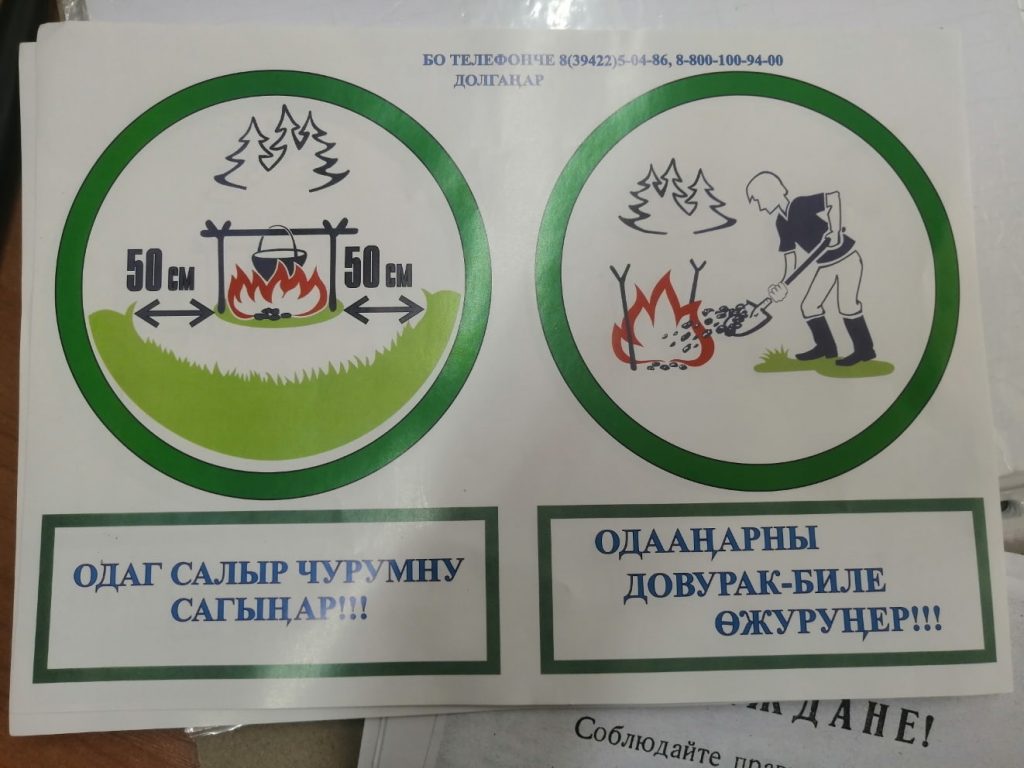 БО ТЕЛЕФОНЧЕ 8(39422)5-04-86, 8-800-100-94-00
ДОЛГАҢАР
50 см
50 см
ОДАГ САЛЫР ЧУРУМНУ
САГЫҢАР!!!
ОДААҢАРНЫ
ДОВУРАК-БИЛЕ
ӨЖУРУҢЕР!!!
Соблюдайте